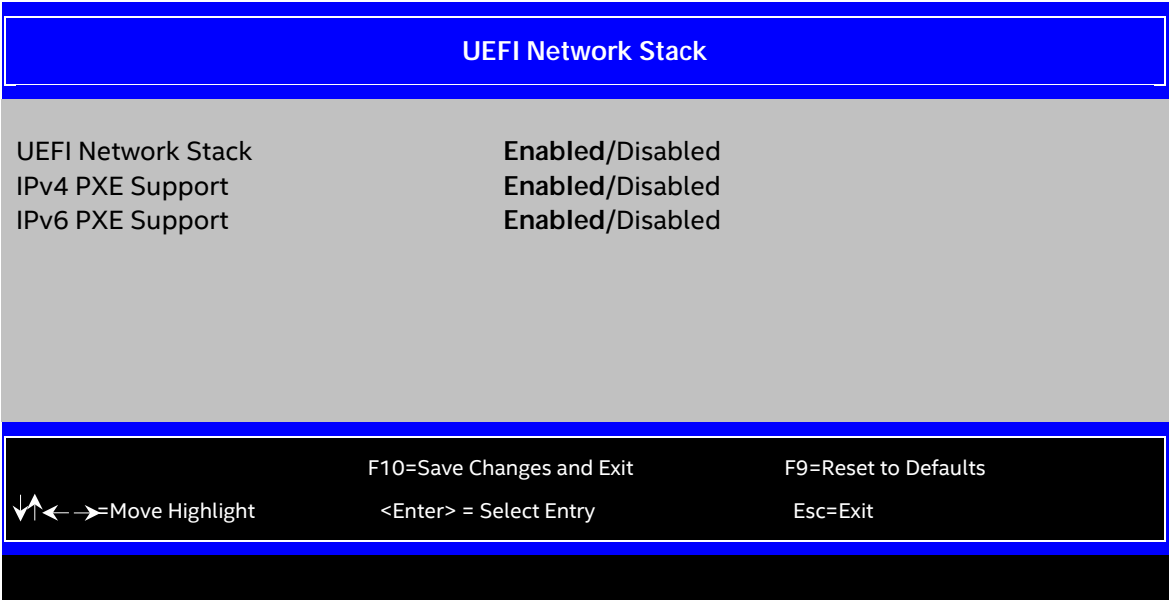 UEFI Network Stack
UEFI Network Stack Enabled/Disabled
IPv4 PXE Support Enabled/Disabled
IPv6 PXE Support Enabled/Disabled
F10=Save Changes and Exit F9=Reset to Defaults
↓↑←→=Move Highlight <Enter> = Select Entry Esc=Exit